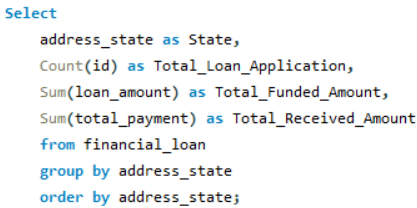 Select
address_state as State,
Count(id) as Total_Loan_Application,
Sum(loan_amount) as Total_Funded_Amount,
Sum(total_payment) as Total_Received_Amount
from financial_loan
group by address_state
order by address_state;